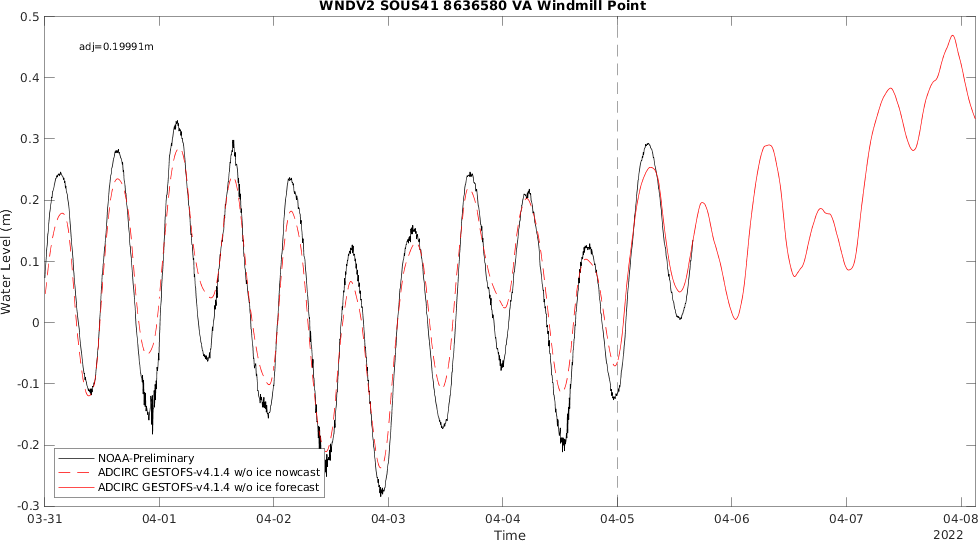 WNDV2 SOUS41 8636580 VA Windmill Point
adj=0.19991m
Water Level (m)
0.5
0.4
0.3
0.2
0.1
0
-0.1
-0.2
-0.3
NOAA-Preliminary
ADCIRC GESTOFS-v4.1.4 w/o ice nowcast
ADCIRC GESTOFS-v4.1.4 w/o ice forecast
03-31 04-01 04-02 04-03 04-04 04-05 04-06 04-07 04-08
Time
2022